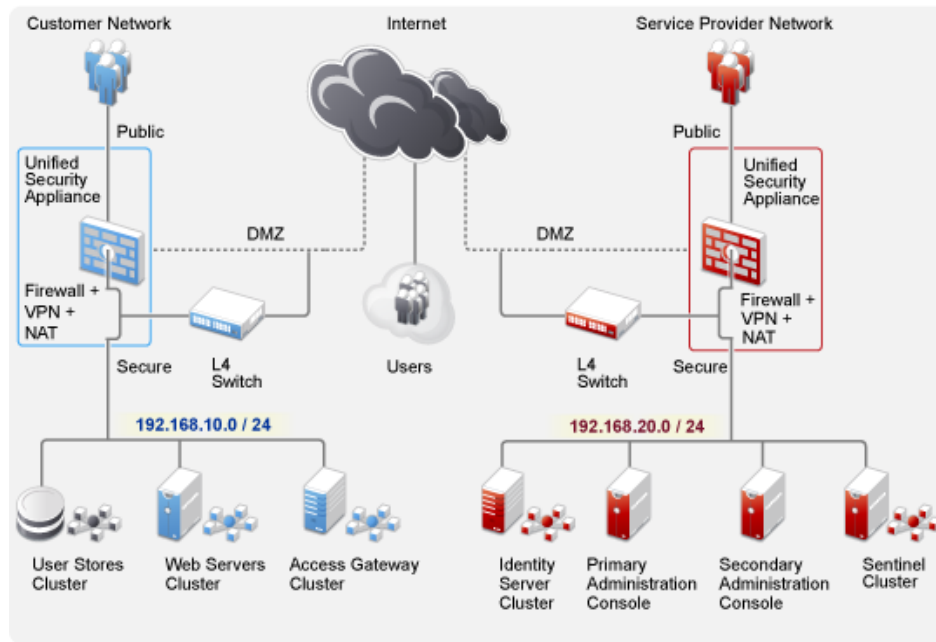 Customer Network
Internet
Service Provider Network
Public
Public
Unified
Security
Appliance
Unified
Security
Appliance
DMZ
DMZ
Firewall +
VPN +
NAT
Firewall +
VPN +
NAT
Secure
L4
Switch
Users
L4
Switch
Secure
192.168.10.0 / 24
192.168.20.0 / 24
User Stores
Cluster
Web Servers
Cluster
Access Gateway
Cluster
Identity
Server
Cluster
Primary
Administration
Console
Secondary
Administration
Console
Sentinel
Cluster